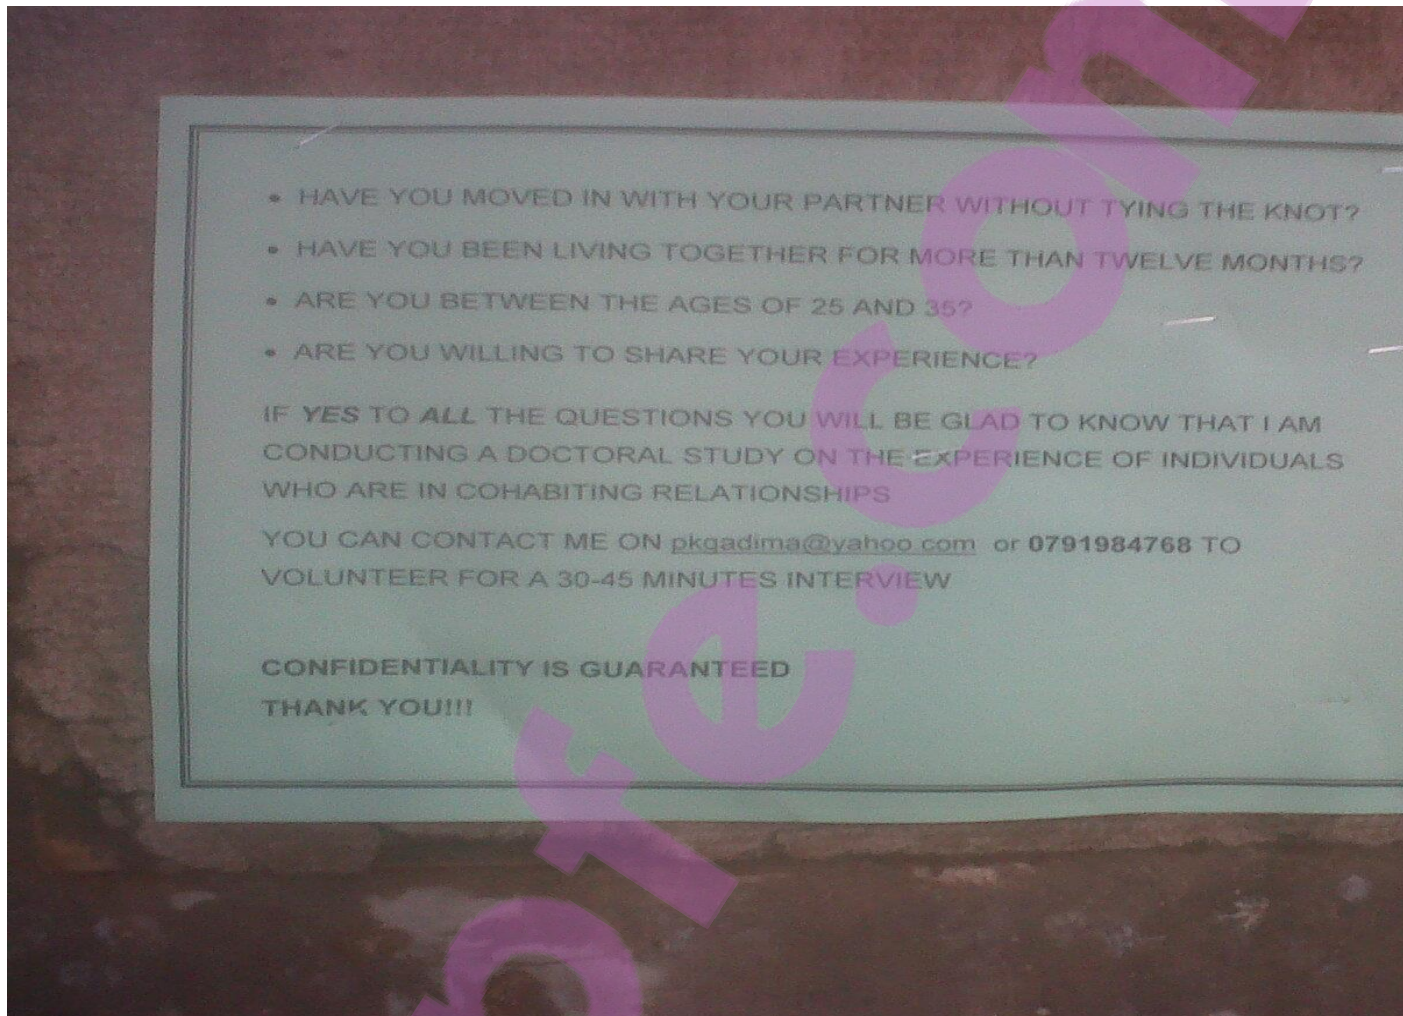 • HAVE YOU MOVED IN WITH YOUR PARTNER WITHOUT TYING THE KNOT?
• HAVE YOU BEEN LIVING TOGETHER FOR MORE THAN TWELVE MONTHS?
• ARE YOU BETWEEN THE AGES OF 25 AND 35?
• ARE YOU WILLING TO SHARE YOUR EXPERIENCE?
IF YES TO ALL THE QUESTIONS YOU WILL BE GLAD TO KNOW THAT I AM
CONDUCTING A DOCTORAL STUDY ON THE EXPERIENCE OF INDIVIDUALS
WHO ARE IN COHABITING RELATIONSHIPS
YOU CAN CONTACT ME ON pkgadima@yahoo.com or 0791984768 TO
VOLUNTEER FOR A 30-45 MINUTES INTERVIEW
CONFIDENTIALITY IS GUARANTEED
THANK YOU!!!